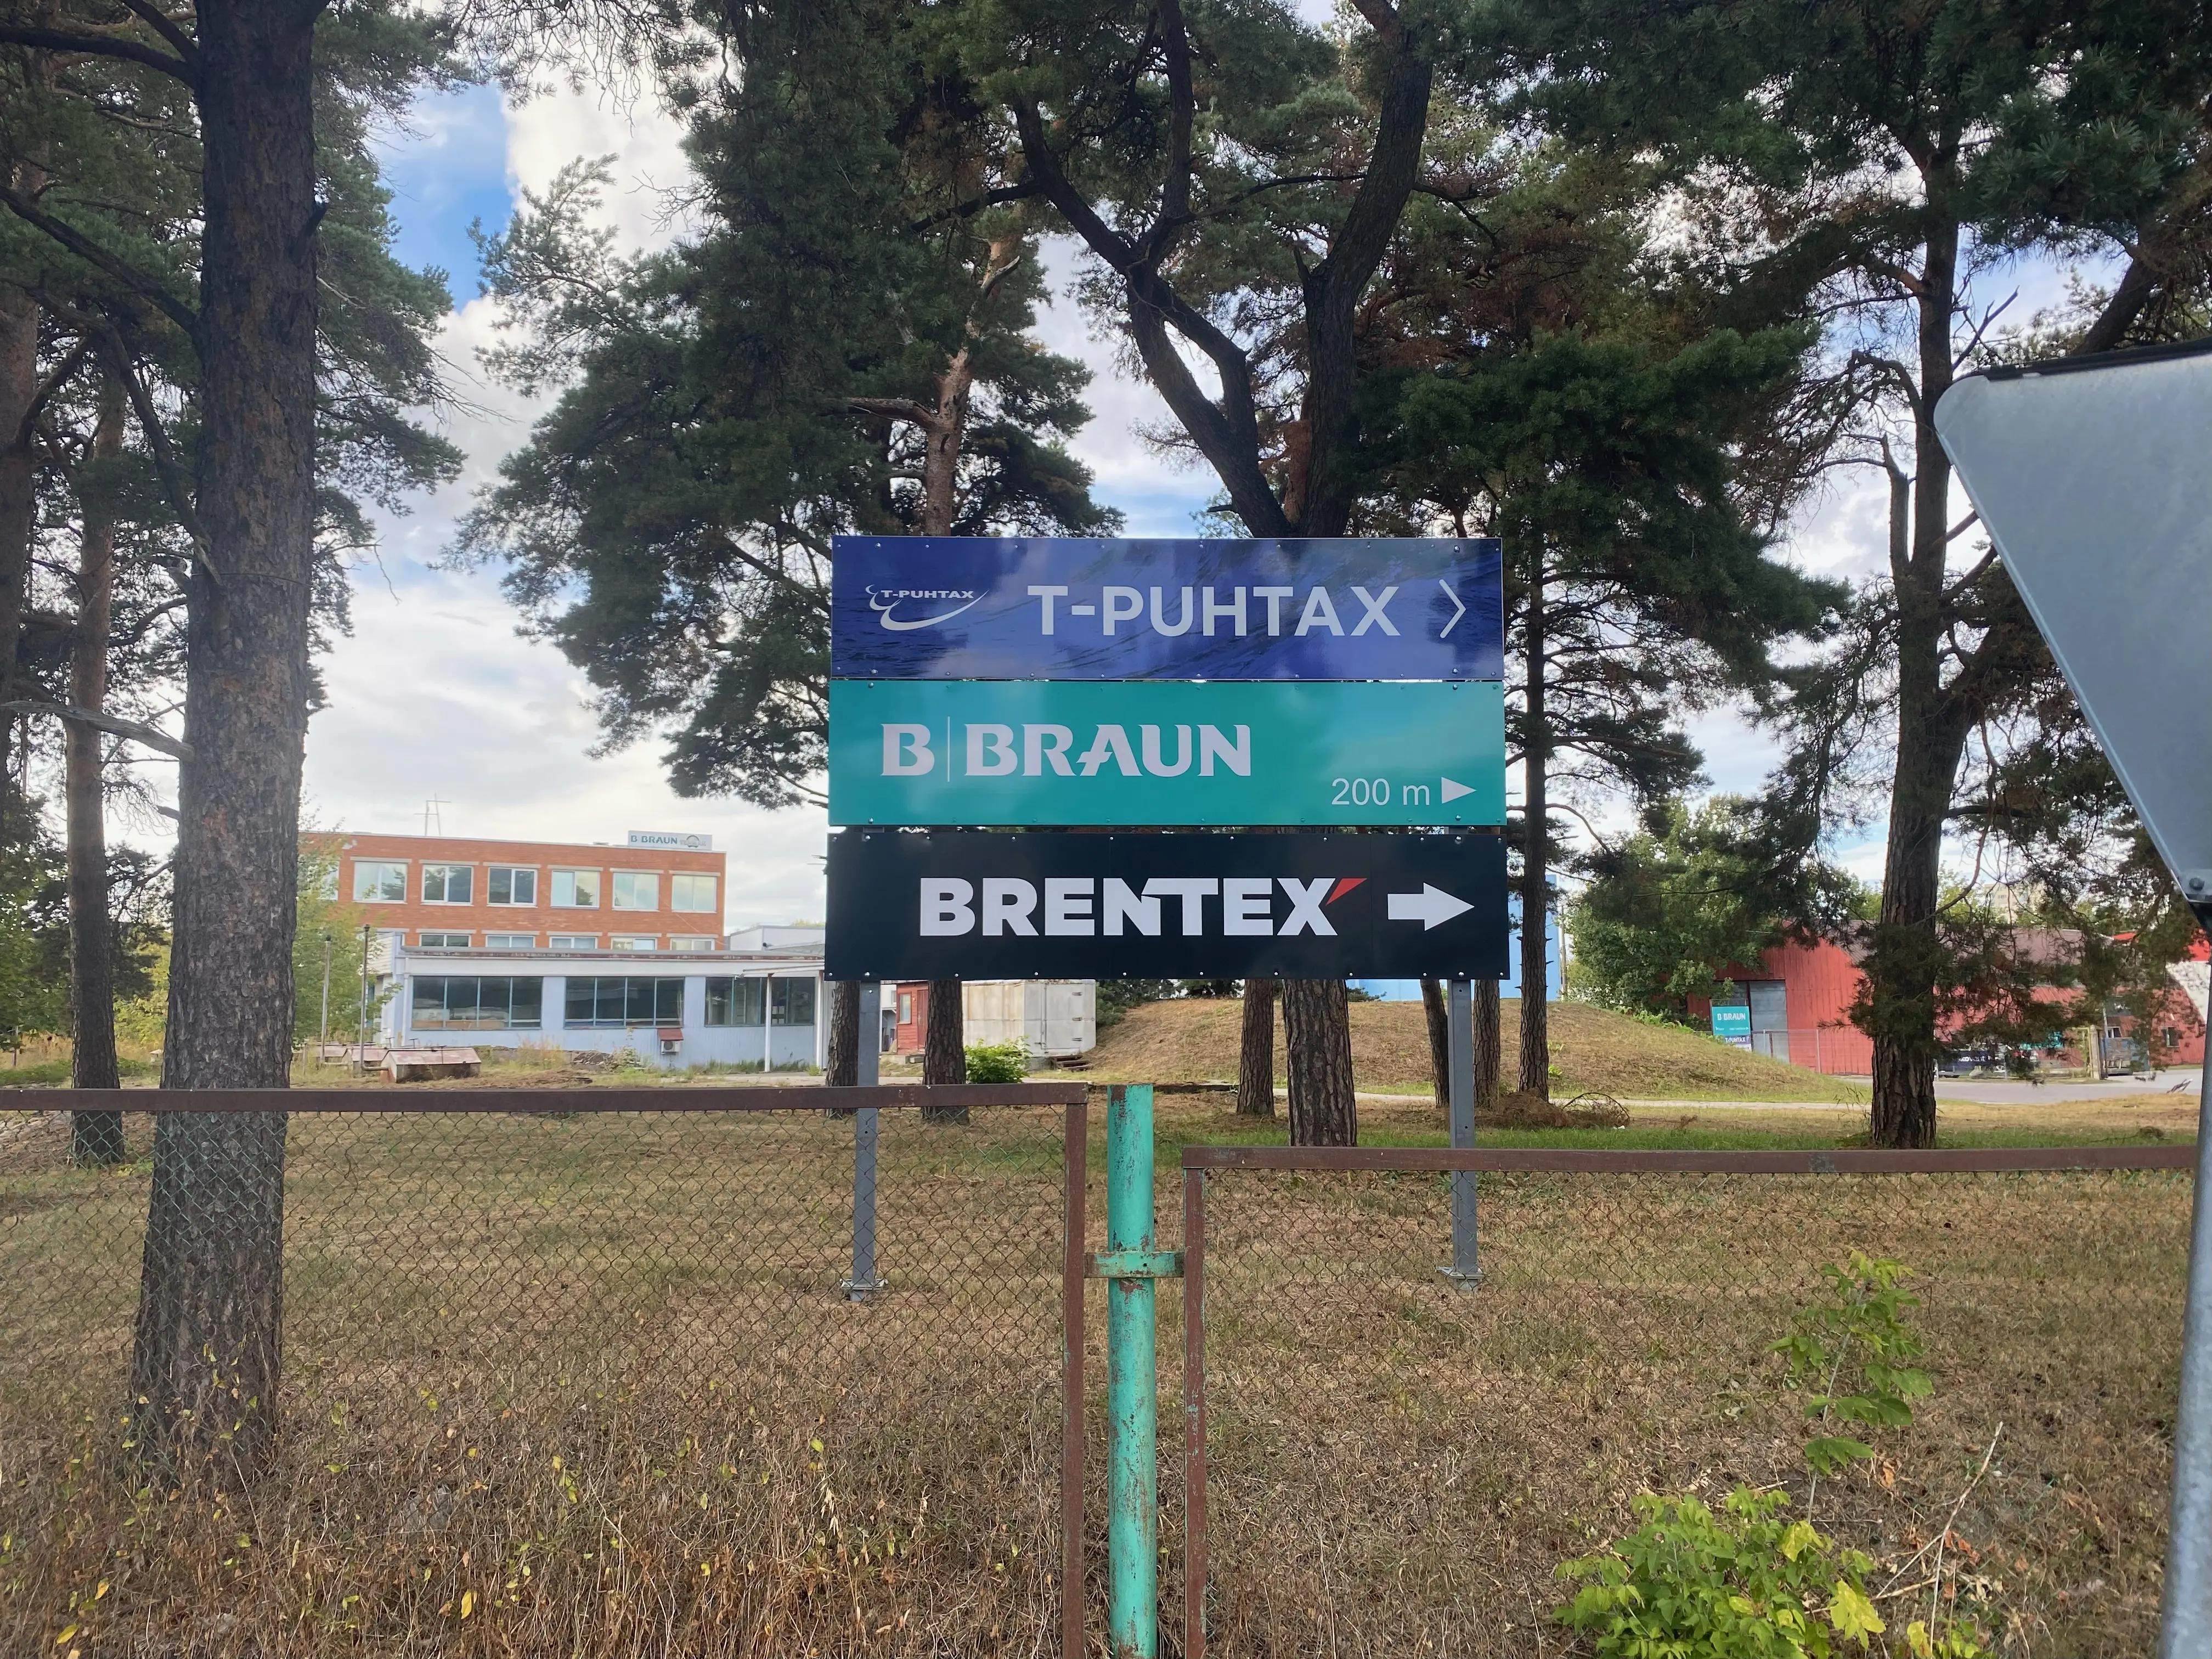 T-PUHTAX T-PUHTAX
B|BRAUN
200 m
BRENTEX
B BRAUN
B BRAUN
T-PUHTAX